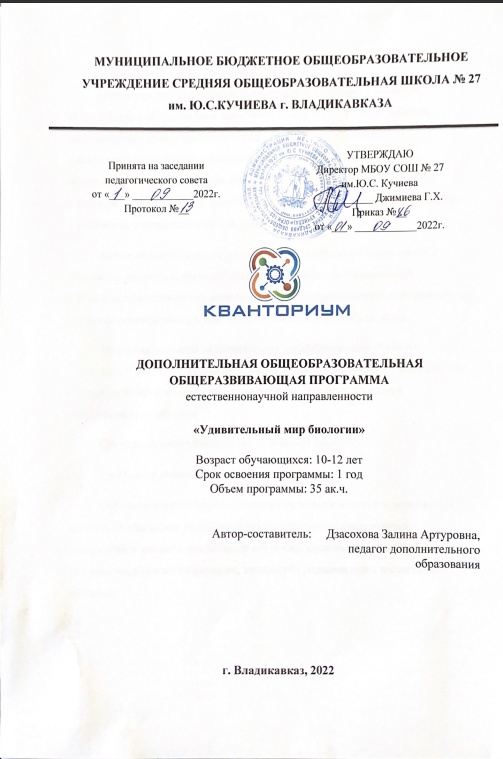 МУНИЦИПАЛЬНОЕ БЮДЖЕТНОЕ ОБЩЕОБРАЗОВАТЕЛЬНОЕ
УЧРЕЖДЕНИЕ СРЕДНЯЯ ОБЩЕОБРАЗОВАТЕЛЬНАЯ ШКОЛА № 27
им. Ю.С.КУЧИЕВА г. ВЛАДИКАВКАЗА
Принята на заседании
педагогического совета
от « 1 » 09 2022г.
Протокол № 13
УТВЕРЖДАЮ
Директор МБОУ СОШ № 27
им.Ю.С. Кучиева
Джимиева Г.Х.
Приказ №
от « 01 » 09 2022г.
КВАНТОРИУМ
ДОПОЛНИТЕЛЬНАЯ ОБЩЕОБРАЗОВАТЕЛЬНАЯ
ОБЩЕРАЗВИВАЮЩАЯ ПРОГРАММА
естественнонаучной направленности
«Удивительный мир биологии»
Возраст обучающихся: 10-12 лет
Срок освоения программы: 1 год
Объем программы: 35 ак.ч.
Автор-составитель: Дзасохова Залина Артуровна,
педагог дополнительного
образования
г. Владикавказ, 2022